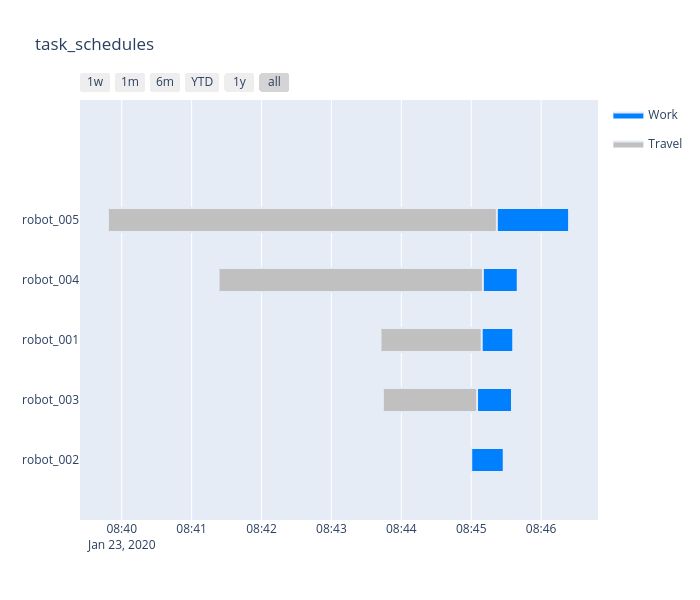 task_schedules
1w 1m 6m YTD 1y all
Work
Travel
robot_005
robot_004
robot_001
robot_003
robot_002
08:40 08:41 08:42 08:43 08:44 08:45 08:46
Jan 23, 2020